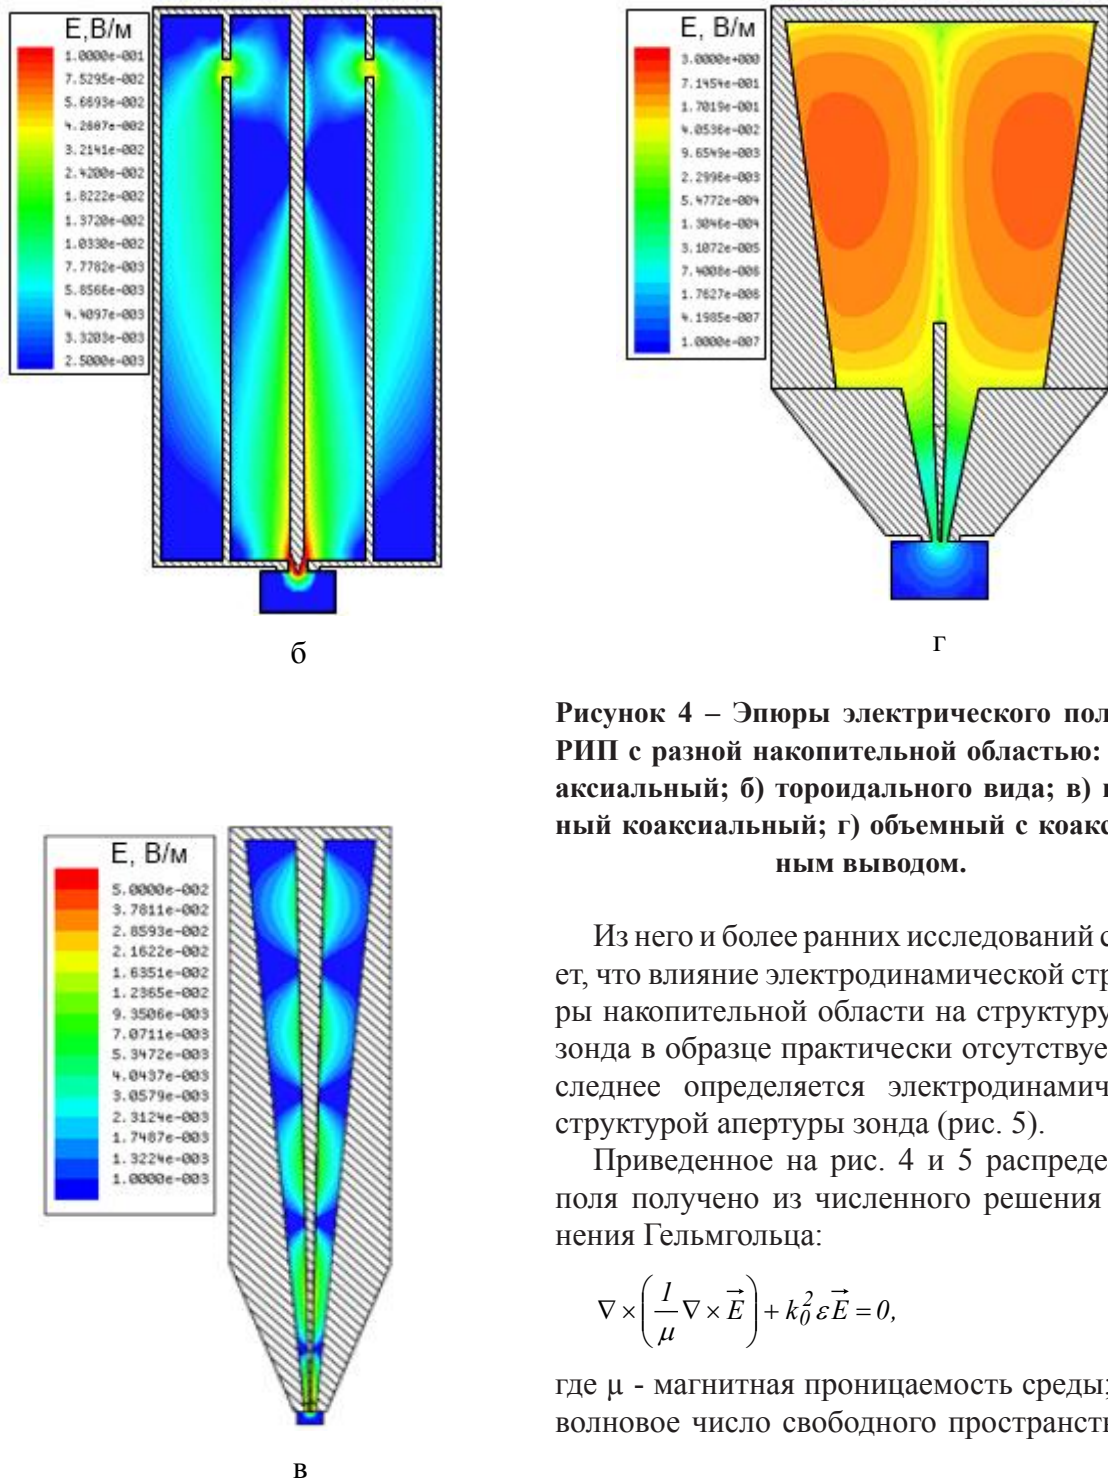 E,В/м
1.0000e-001
7.5295e-002
5.6693e-002
4.2687e-002
3.2141e-002
2.4200e-002
1.8222e-002
1.3720e-002
1.0330e-002
7.7782e-003
5.8566e-003
4.4097e-003
3.3203e-003
2.5000e-003
б
E, В/м
3.0000e+000
7.1454e-001
1.7019e-001
4.0536e-002
9.6549e-003
2.2996e-003
5.4772e-004
1.3046e-004
3.1072e-005
7.4008e-006
1.7627e-006
4.1985e-007
1.0000e-007
г
E, В/м
5.0000e-002
3.7811e-002
2.8593e-002
2.1622e-002
1.6351e-002
1.2365e-002
9.3506e-003
7.0711e-003
5.3472e-003
4.0437e-003
3.0579e-003
2.3124e-003
1.7487e-003
1.3224e-003
1.0000e-003
в
Рисунок 4 – Эпюры электрического пол
РИП с разной накопительной областью:
аксиальный; б) тороидального вида; в)
ный коаксиальный; г) объемный с коакс
ным выводом.
Из него и более ранних исследований с
ет, что влияние электродинамической стр
ры накопительной области на структуру
зонда в образце практически отсутствуе
следнее определяется электродинамич
структурой апертуры зонда (рис. 5).
Приведенное на рис. 4 и 5 распреде
поля получено из численного решения
нения Гельмгольца:
∇ × ( 1/μ ∇ × E⃗ ) + k₀² ε E⃗ = 0,
где μ - магнитная проницаемость среды;
волновое число свободного пространств